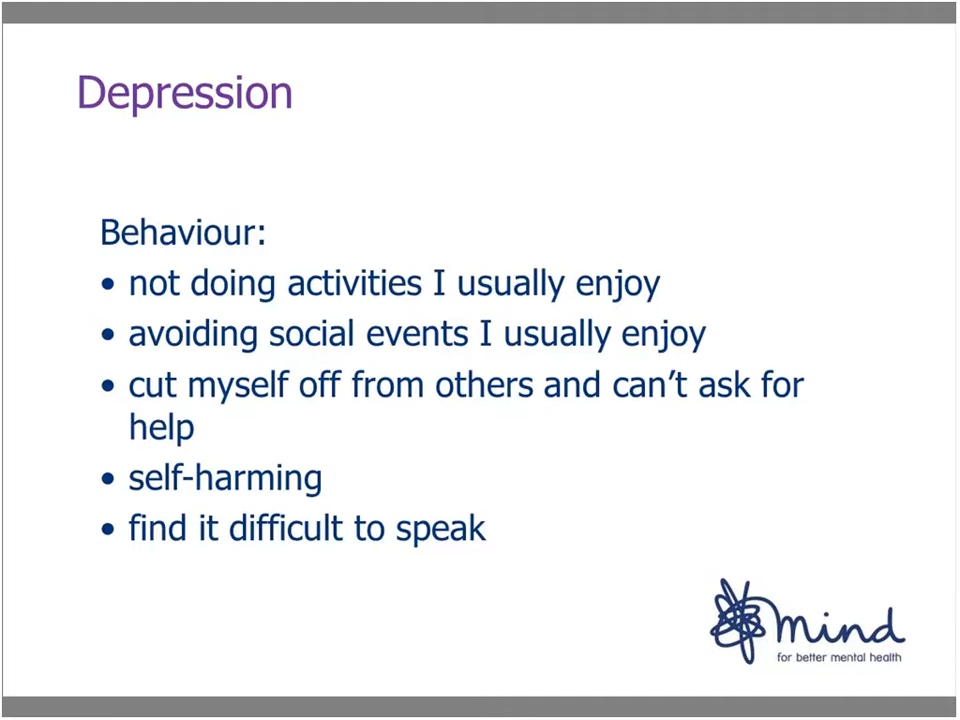 Depression
Behaviour:
• not doing activities I usually enjoy
• avoiding social events I usually enjoy
• cut myself off from others and can’t ask for
help
• self-harming
• find it difficult to speak
mind
for better mental health